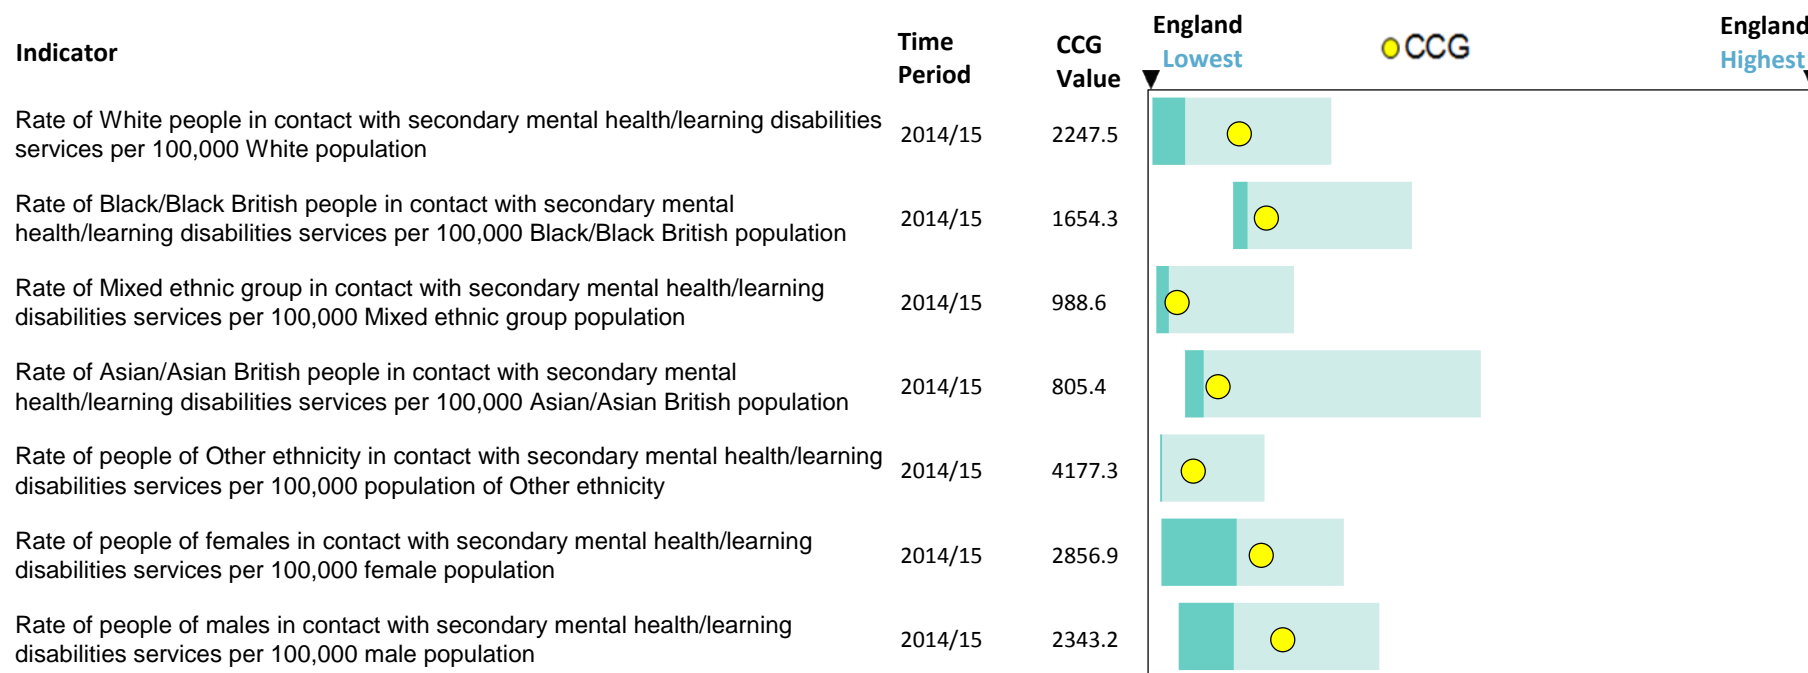 Indicator
Time
Period
CCG
Value
England
Lowest
CCG
England
Highest
Rate of White people in contact with secondary mental health/learning disabilities
services per 100,000 White population
2014/15
2247.5
Rate of Black/Black British people in contact with secondary mental
health/learning disabilities services per 100,000 Black/Black British population
2014/15
1654.3
Rate of Mixed ethnic group in contact with secondary mental health/learning
disabilities services per 100,000 Mixed ethnic group population
2014/15
988.6
Rate of Asian/Asian British people in contact with secondary mental
health/learning disabilities services per 100,000 Asian/Asian British population
2014/15
805.4
Rate of people of Other ethnicity in contact with secondary mental health/learning
disabilities services per 100,000 population of Other ethnicity
2014/15
4177.3
Rate of people of females in contact with secondary mental health/learning
disabilities services per 100,000 female population
2014/15
2856.9
Rate of people of males in contact with secondary mental health/learning
disabilities services per 100,000 male population
2014/15
2343.2